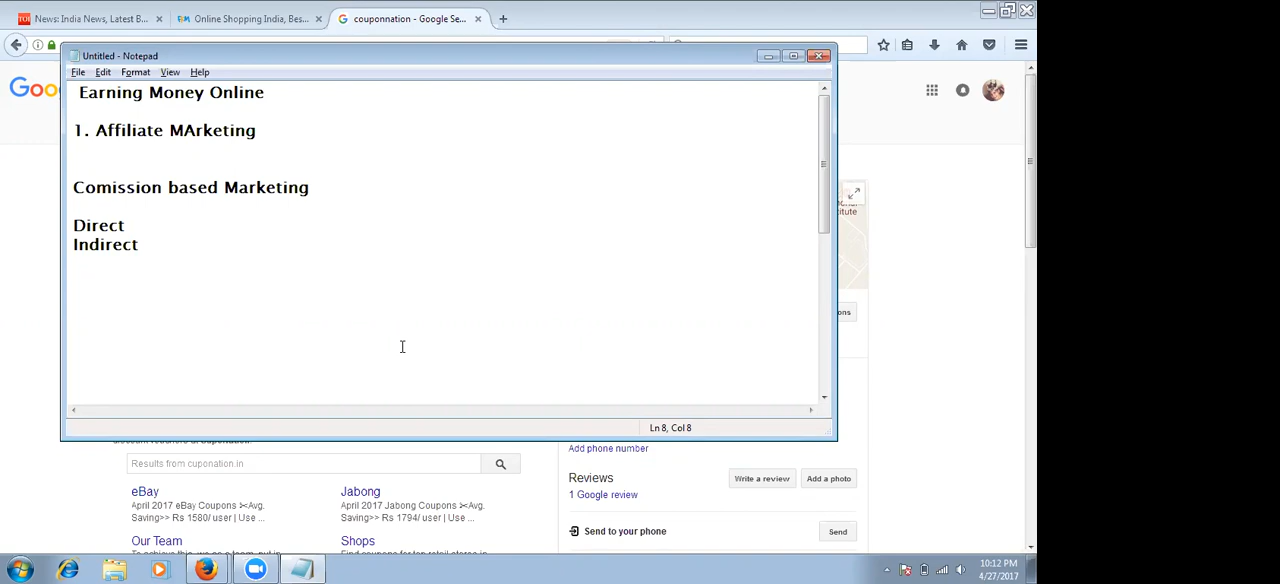 News: India News, Latest B...
Online Shopping India, Bes...
couponnation - Google Se...
Untitled - Notepad
File Edit Format View Help
Goo
Earning Money Online
1. Affiliate MArketing
Comission based Marketing
Direct
Indirect
itute
ons
Ln 8, Col 8
Add phone number
Results from cuponation.in
Reviews
Write a review
Add a photo
1 Google review
eBay
April 2017 eBay Coupons ✂Avg.
Saving>> Rs 1580/ user | Use ...
Jabong
April 2017 Jabong Coupons ✂Avg.
Saving>> Rs 1794/ user | Use ...
Send to your phone
Send
Our Team
Shops
10:12 PM
4/27/2017